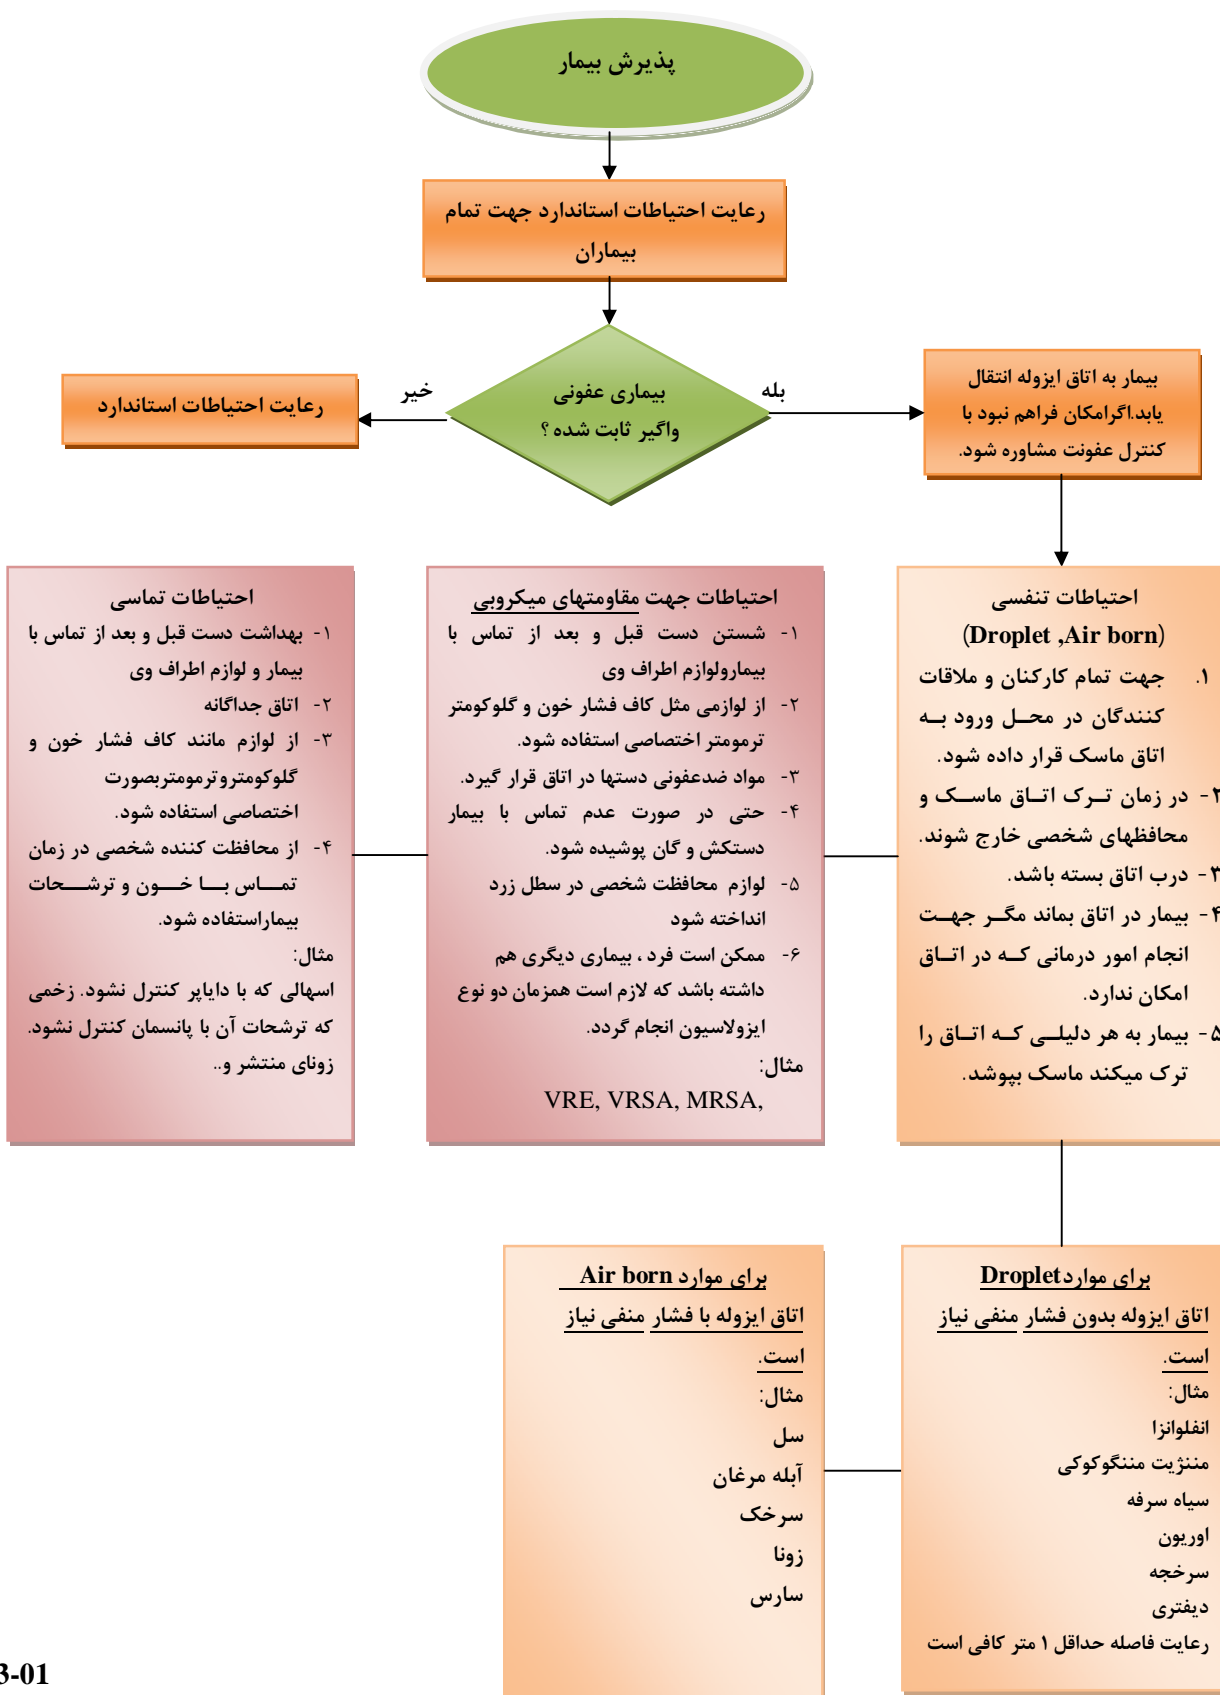 پذیرش بیمار
رعایت احتیاطات استاندارد جهت تمام
بیماران
بیماری عفونی
واگیر ثابت شده ؟
بله
خیر
بیمار به اتاق ایزوله انتقال
یابد.اگرامکان فراهم نبود با
کنترل عفونت مشاوره شود.
رعایت احتیاطات استاندارد
احتیاطات تنفسی
(Droplet ,Air born)
۱. جهت تمام کارکنان و ملاقات
کنندگان در محل ورود به
اتاق ماسک قرار داده شود.
۲- در زمان ترک اتاق ماسک و
محافظهای شخصی خارج شوند.
۳- درب اتاق بسته باشد.
۴- بیمار در اتاق بماند مگر جهت
انجام امور درمانی که در اتاق
امکان ندارد.
۵- بیمار به هر دلیلی که اتاق را
ترک میکند ماسک بپوشد.
احتیاطات جهت مقاومتهای میکروبی
۱- شستن دست قبل و بعد از تماس با
بیمارولوازم اطراف وی
۲- از لوازمی مثل کاف فشار خون و گلوکومتر
ترمومتر اختصاصی استفاده شود.
۳- مواد ضدعفونی دستها در اتاق قرار گیرد.
۴- حتی در صورت عدم تماس با بیمار
دستکش و گان پوشیده شود.
۵- لوازم محافظت شخصی در سطل زرد
انداخته شود
۶- ممکن است فرد ، بیماری دیگری هم
داشته باشد که لازم است همزمان دو نوع
ایزولاسیون انجام گردد.
مثال:
VRE, VRSA, MRSA,
احتیاطات تماسی
۱- بهداشت دست قبل و بعد از تماس با
بیمار و لوازم اطراف وی
۲- اتاق جداگانه
۳- از لوازم مانند کاف فشار خون و
گلوکومتروترمومتربصورت
اختصاصی استفاده شود.
۴- از محافظت کننده شخصی در زمان
تماس با خون و ترشحات
بیماراستفاده شود.
مثال:
اسهالی که با دایاپر کنترل نشود. زخمی
که ترشحات آن با پانسمان کنترل نشود.
زونای منتشر و..
برای موارد Droplet
اتاق ایزوله بدون فشار منفی نیاز
است.
مثال:
انفلوانزا
مننژیت مننگوکوکی
سیاه سرفه
اوریون
سرخجه
دیفتری
رعایت فاصله حداقل ۱ متر کافی است
برای موارد Air born
اتاق ایزوله با فشار منفی نیاز
است.
مثال:
سل
آبله مرغان
سرخک
زونا
سارس
3-01